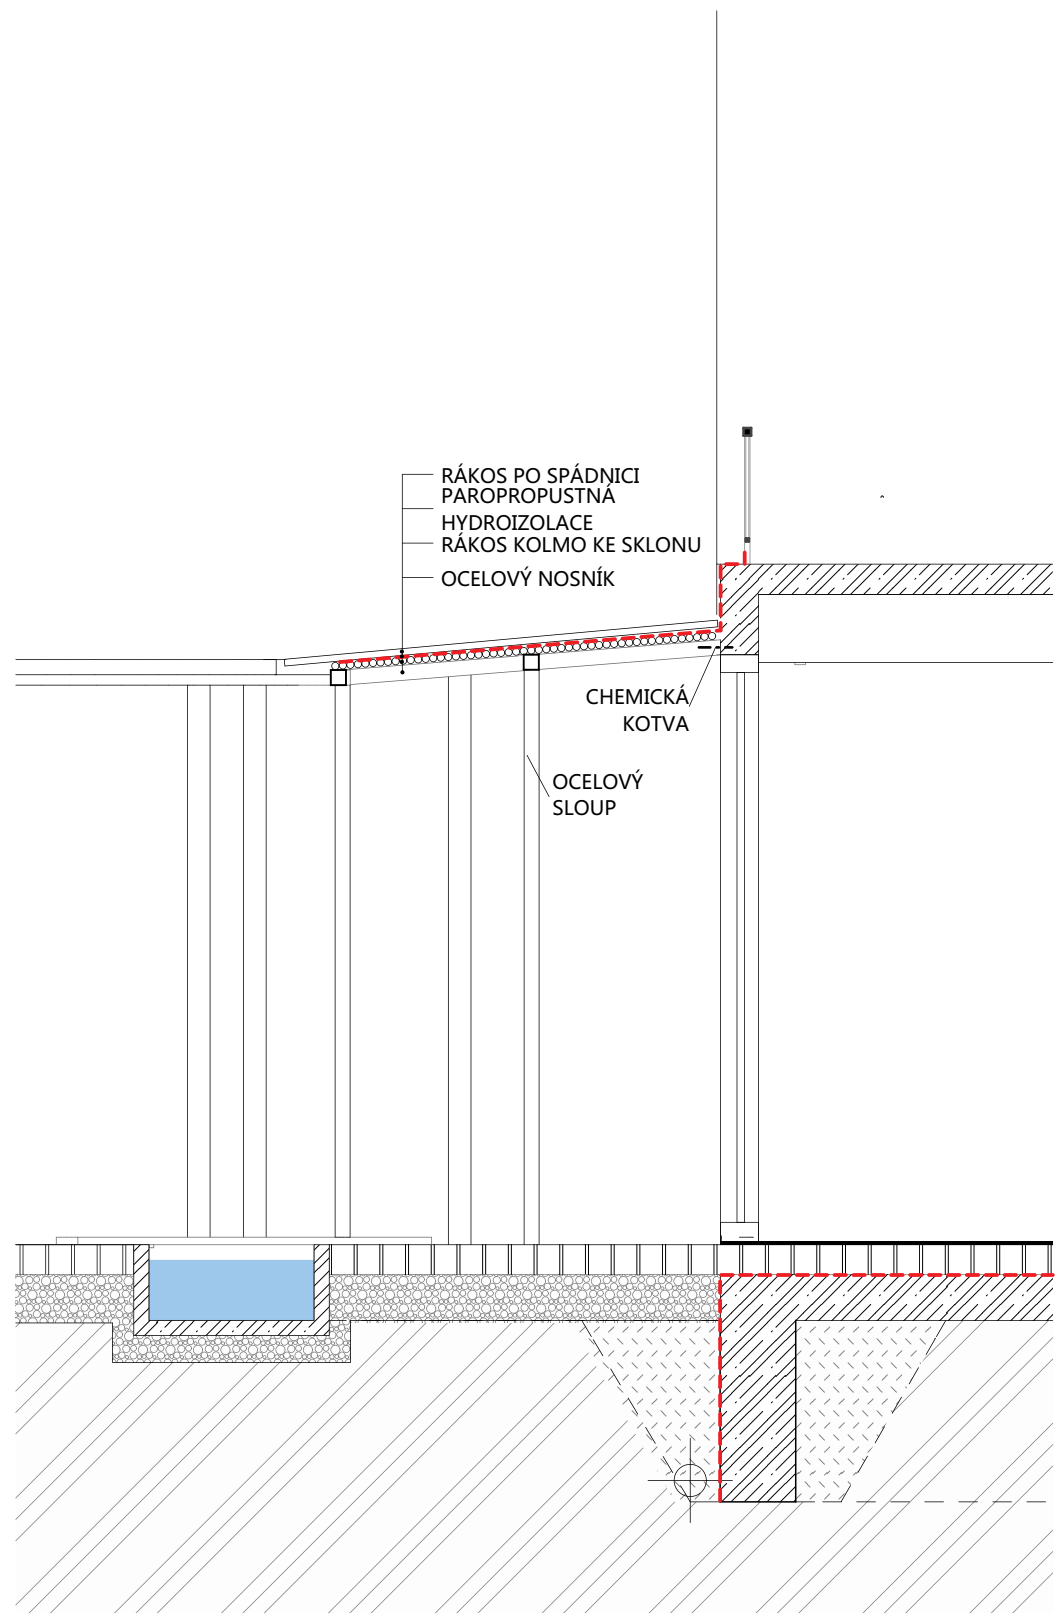 RÁKOS PO SPÁDNICI
PAROPROPUSTNÁ
HYDROIZOLACE
RÁKOS KOLMO KE SKLONU
OCELOVÝ NOSNÍK
CHEMICKÁ
KOTVA
OCELOVÝ
SLOUP